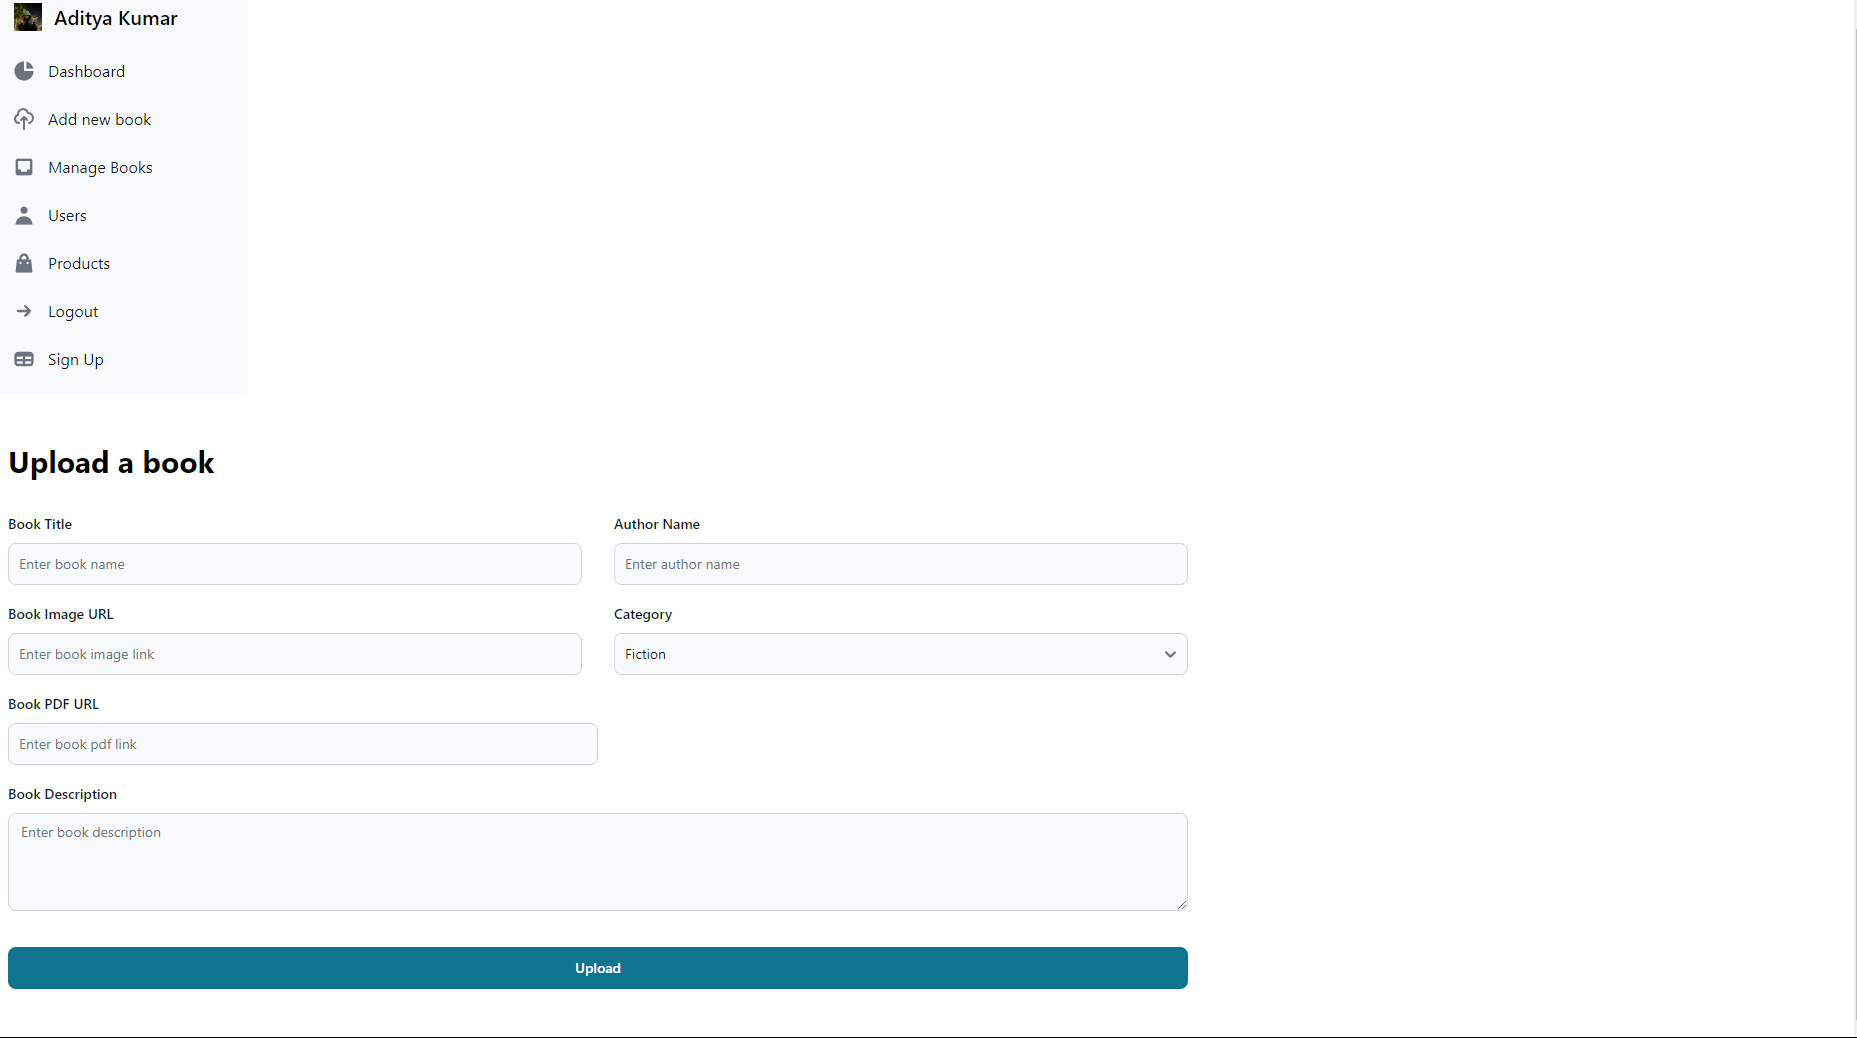 Aditya Kumar
Dashboard
Add new book
Manage Books
Users
Products
Logout
Sign Up
Upload a book
Book Title
Author Name
Enter book name
Enter author name
Book Image URL
Category
Enter book image link
Fiction
Book PDF URL
Enter book pdf link
Book Description
Enter book description
Upload